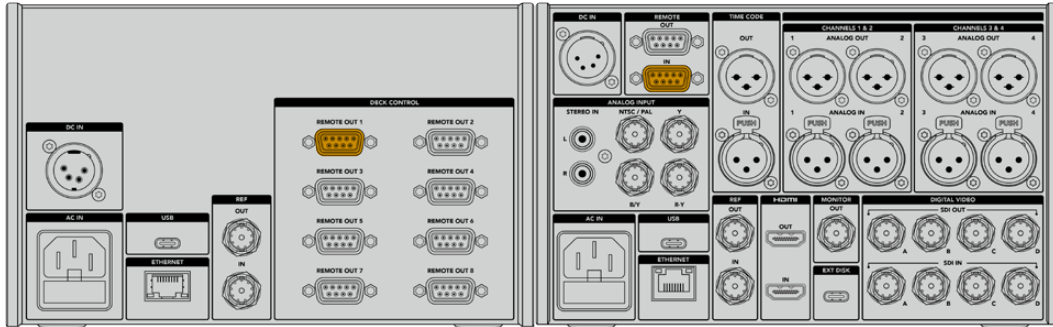 DC IN
AC IN
USB
ETHERNET
REF
OUT
IN
DECK CONTROL
REMOTE OUT 1
REMOTE OUT 2
REMOTE OUT 3
REMOTE OUT 4
REMOTE OUT 5
REMOTE OUT 6
REMOTE OUT 7
REMOTE OUT 8
DC IN
REMOTE
OUT
IN
TIME CODE
OUT
IN
CHANNELS 1 & 2
1 ANALOG OUT 2
1 ANALOG IN 2
PUSH
PUSH
PUSH
CHANNELS 3 & 4
3 ANALOG OUT 4
3 ANALOG IN 4
PUSH
PUSH
ANALOG INPUT
STEREO IN
L
R
NTSC / PAL
Y
B/Y
R-Y
AC IN
USB
ETHERNET
REF
OUT
IN
HDMI
OUT
IN
MONITOR
OUT
EXT DISK
DIGITAL VIDEO
SDI OUT
A B C D
SDI IN
A B C D